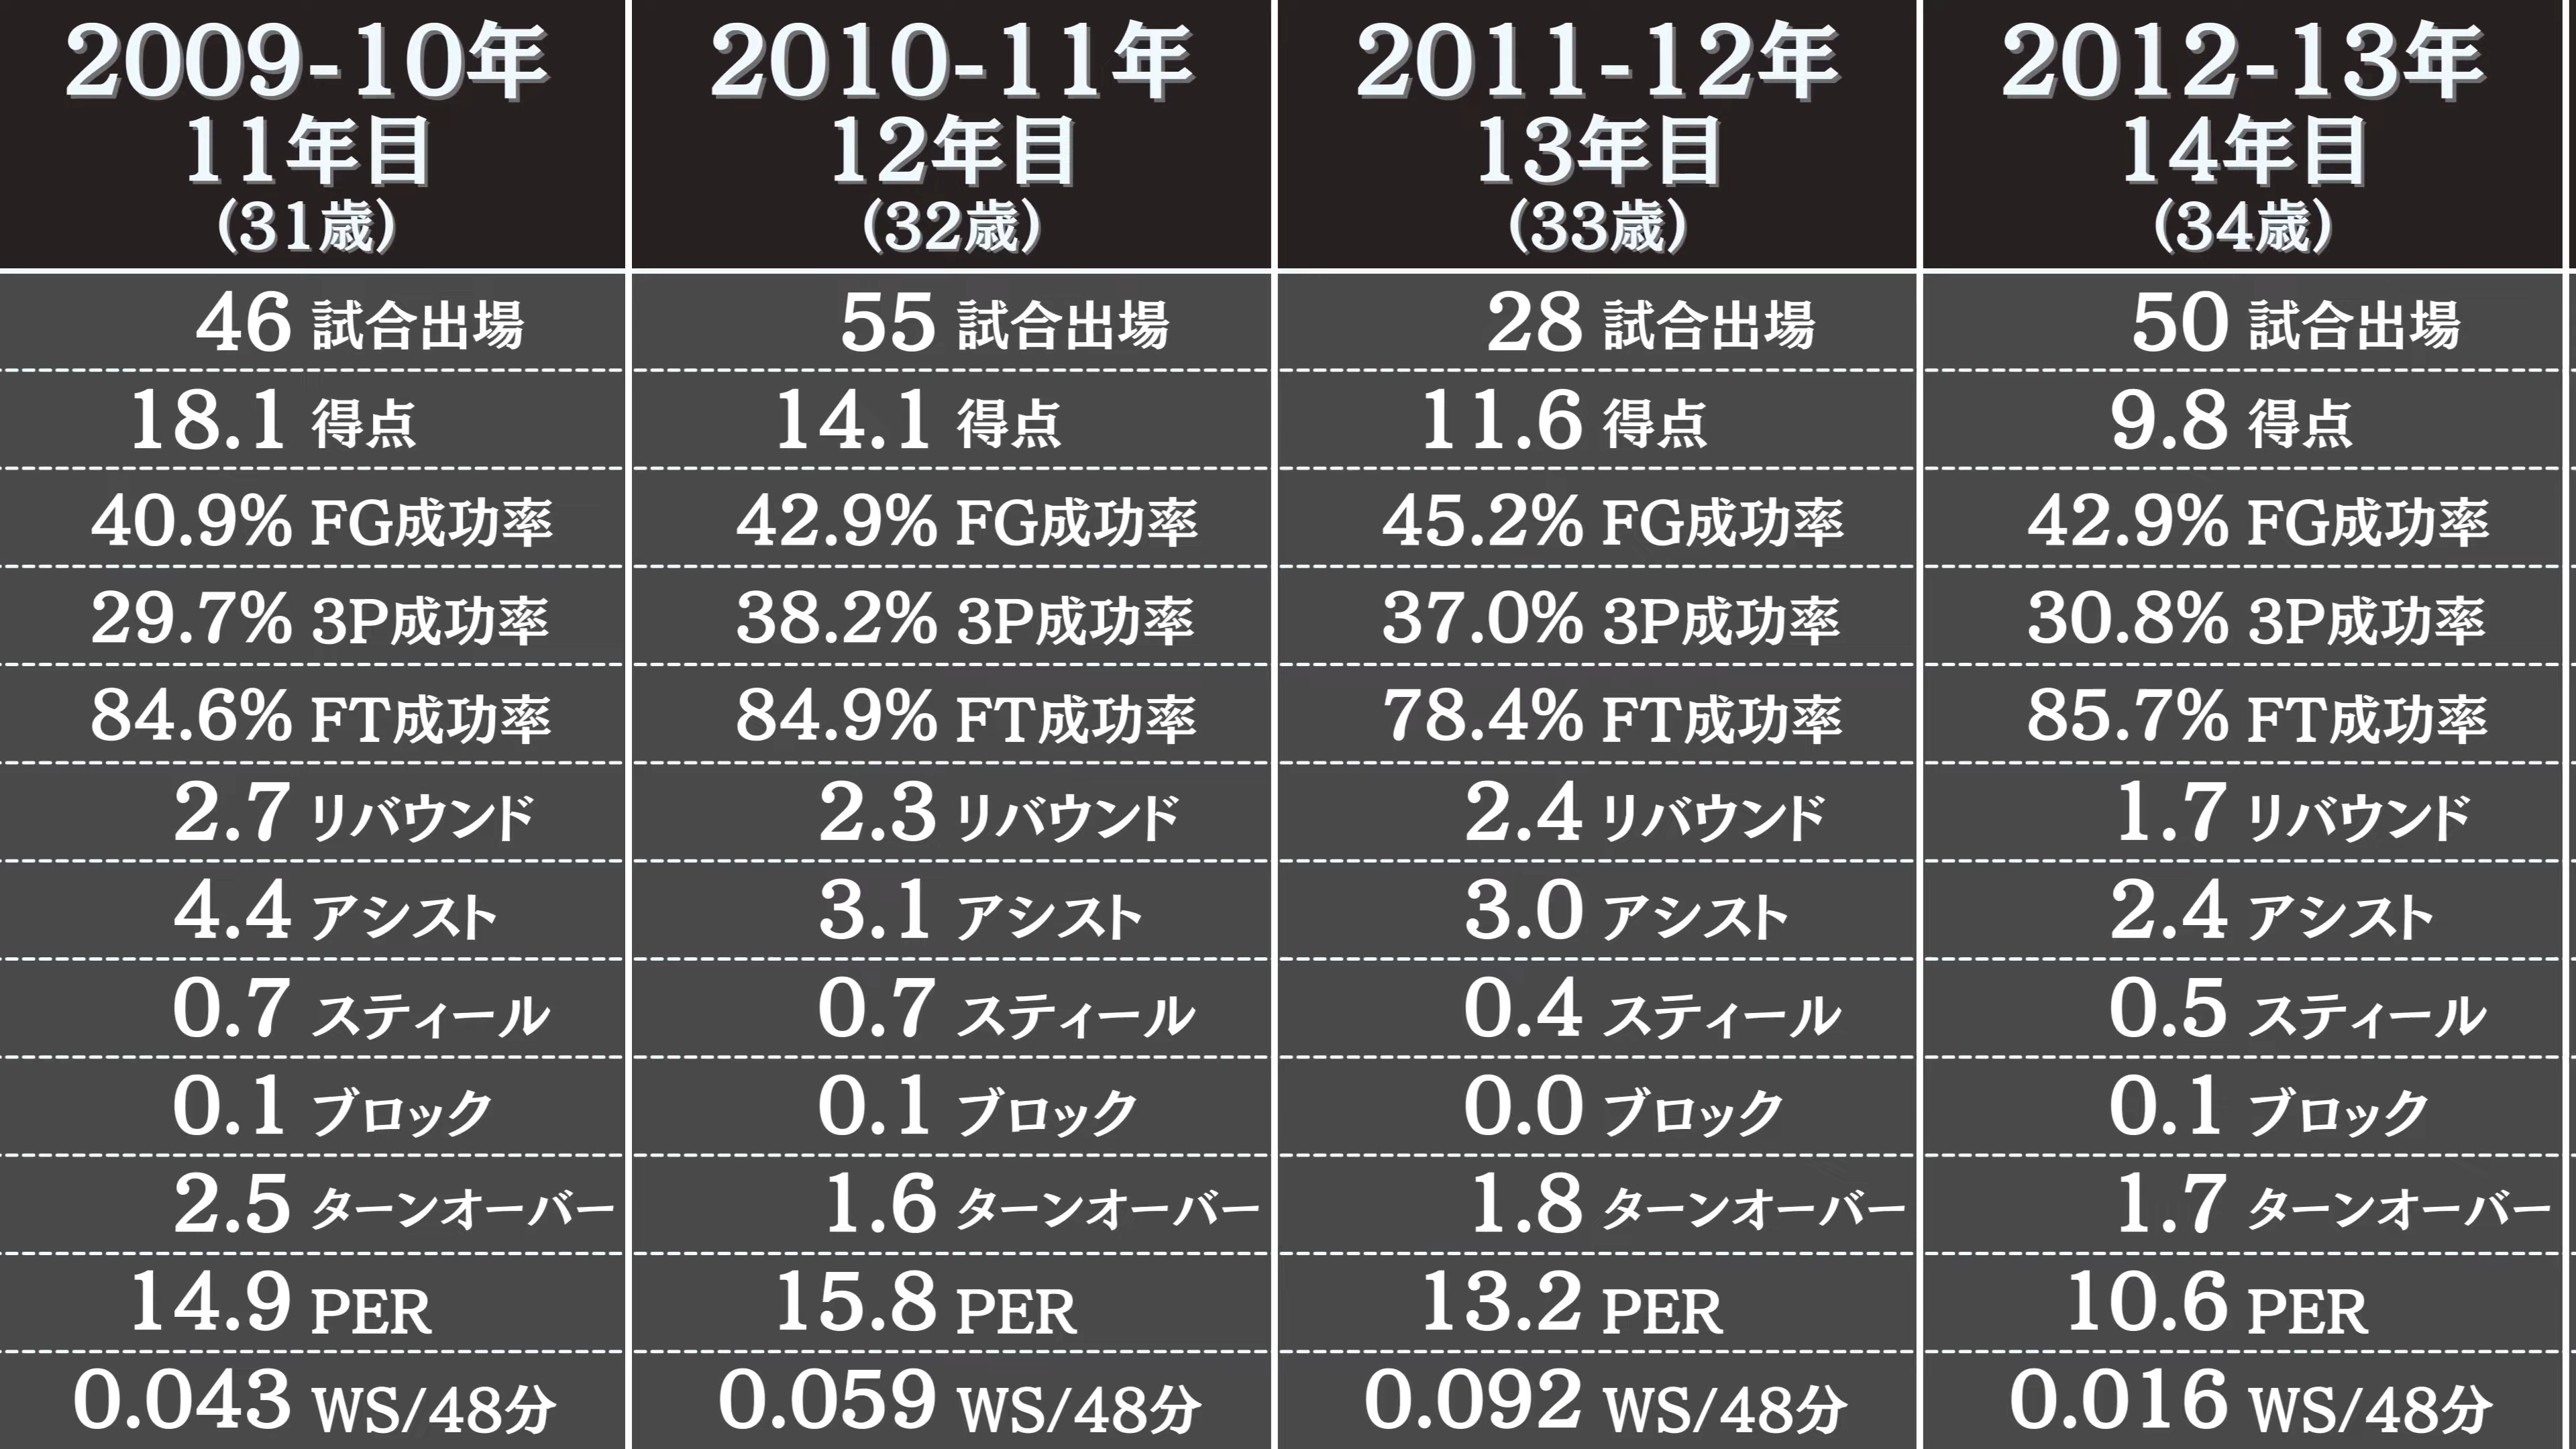 2009-10年
11年目
(31歳)
46 試合出場
18.1 得点
40.9% FG成功率
29.7% 3P成功率
84.6% FT成功率
2.7 リバウンド
4.4 アシスト
0.7 スティール
0.1 ブロック
2.5 ターンオーバー
14.9 PER
0.043 WS/48分
2010-11年
12年目
(32歳)
55 試合出場
14.1 得点
42.9% FG成功率
38.2% 3P成功率
84.9% FT成功率
2.3 リバウンド
3.1 アシスト
0.7 スティール
0.1 ブロック
1.6 ターンオーバー
15.8 PER
0.059 WS/48分
2011-12年
13年目
(33歳)
28 試合出場
11.6 得点
45.2% FG成功率
37.0% 3P成功率
78.4% FT成功率
2.4 リバウンド
3.0 アシスト
0.4 スティール
0.0 ブロック
1.8 ターンオーバー
13.2 PER
0.092 WS/48分
2012-13年
14年目
(34歳)
50 試合出場
9.8 得点
42.9% FG成功率
30.8% 3P成功率
85.7% FT成功率
1.7 リバウンド
2.4 アシスト
0.5 スティール
0.1 ブロック
1.7 ターンオーバー
10.6 PER
0.016 WS/48分